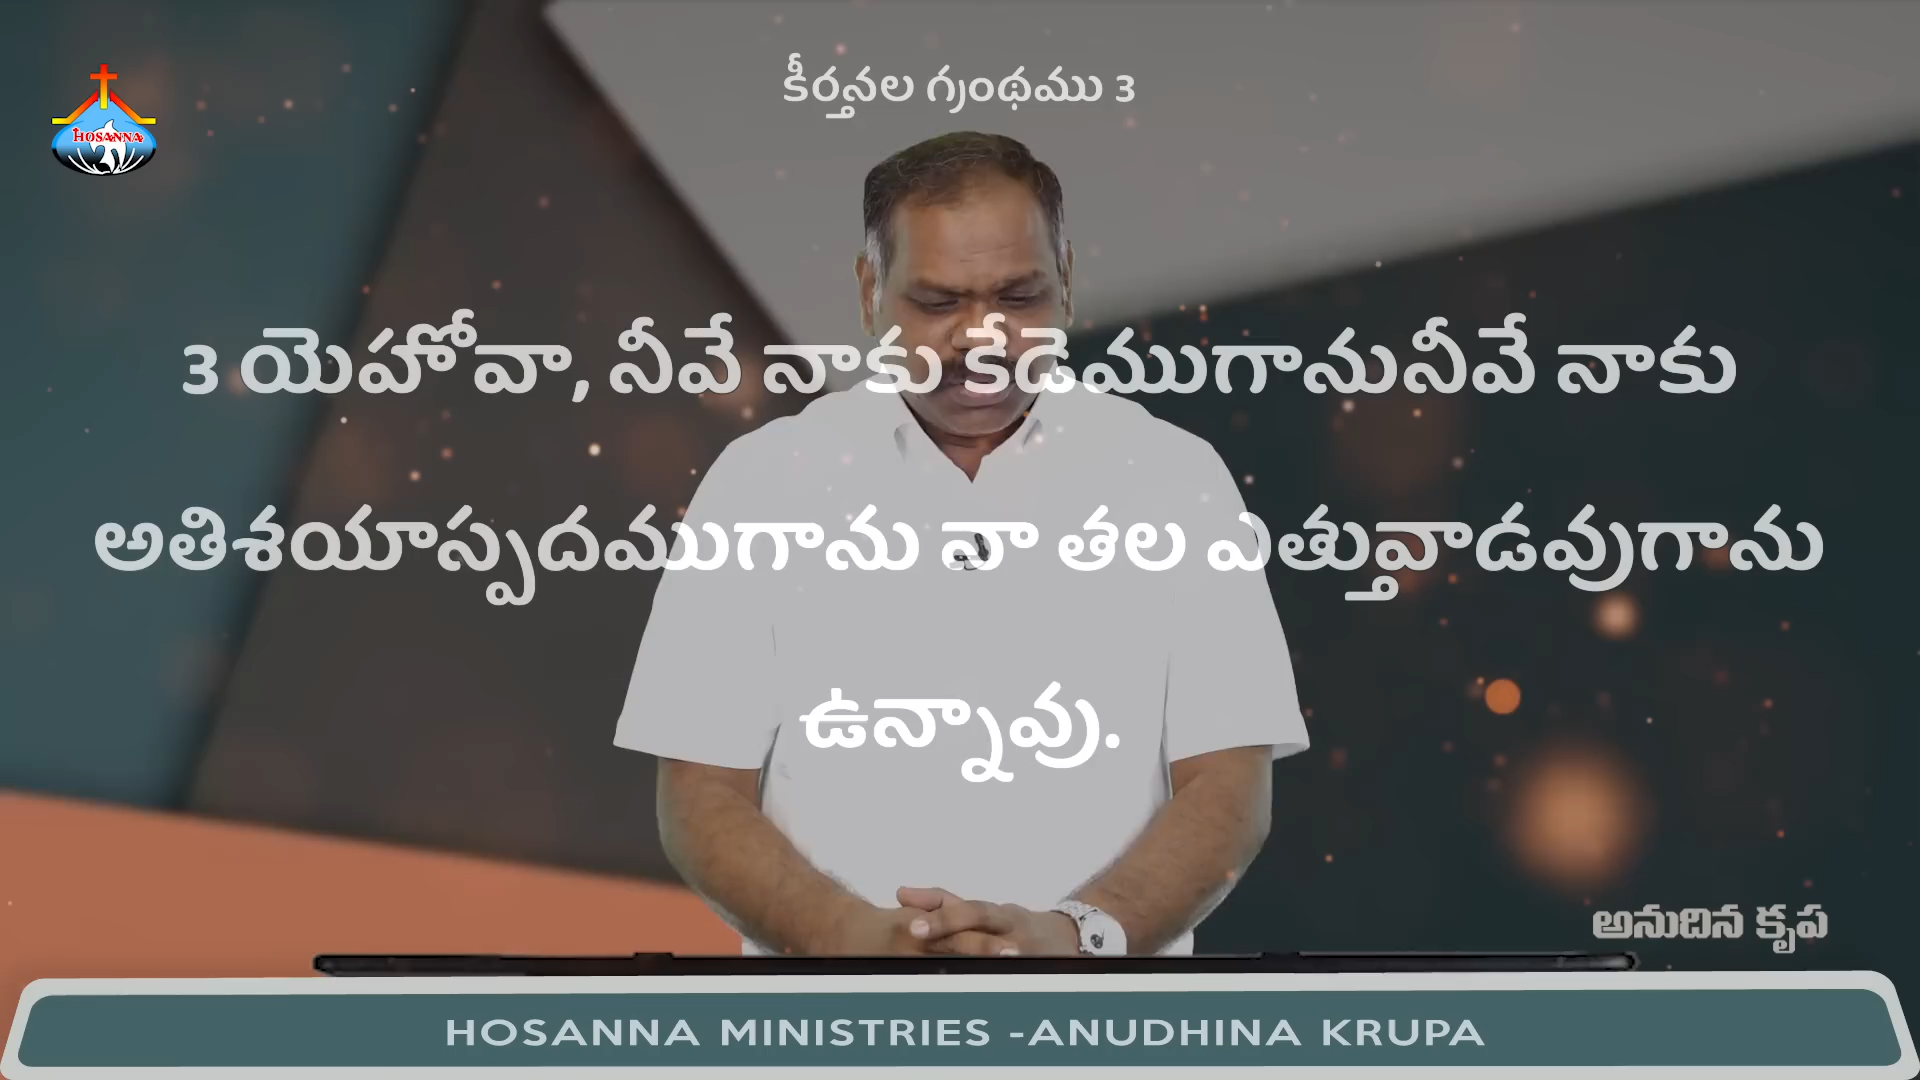 కీర్తనల గ్రంథము 3
HOSANNA
3 యెహోవా, నీవే నాకు కేడెముగానునీవే నాకు
అతిశయాస్పదముగాను నా తల ఎత్తువాడవుగాను
ఉన్నావు.
అనుదిన కృప
HOSANNA MINISTRIES -ANUDHINA KRUPA